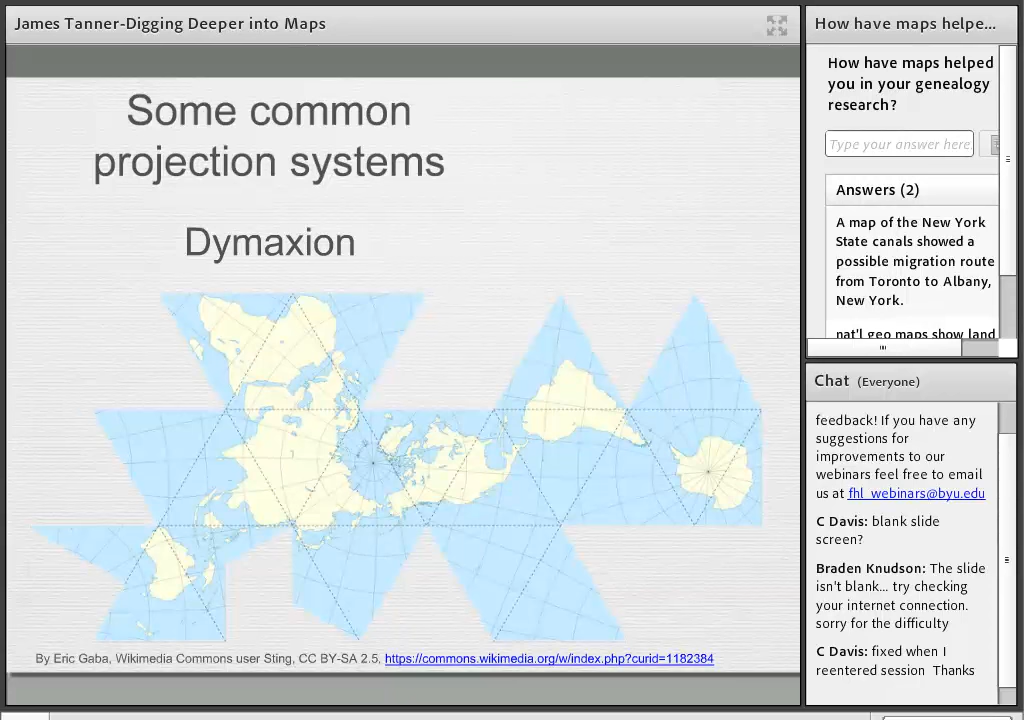 James Tanner-Digging Deeper into Maps
Some common
projection systems
Dymaxion
By Eric Gaba, Wikimedia Commons user Sting, CC BY-SA 2.5, https://commons.wikimedia.org/w/index.php?curid=1182384
How have maps helpe...
How have maps helped
you in your genealogy
research?
Type your answer here.
Answers (2)
A map of the New York
State canals showed a
possible migration route
from Toronto to Albany,
New York.
nat'l geo maps show land
Chat (Everyone)
feedback! If you have any
suggestions for
improvements to our
webinars feel free to email
us at fhl_webinars@byu.edu
C Davis: blank slide
screen?
Braden Knudson: The slide
isn't blank... try checking
your internet connection.
sorry for the difficulty
C Davis: fixed when I
reentered session Thanks